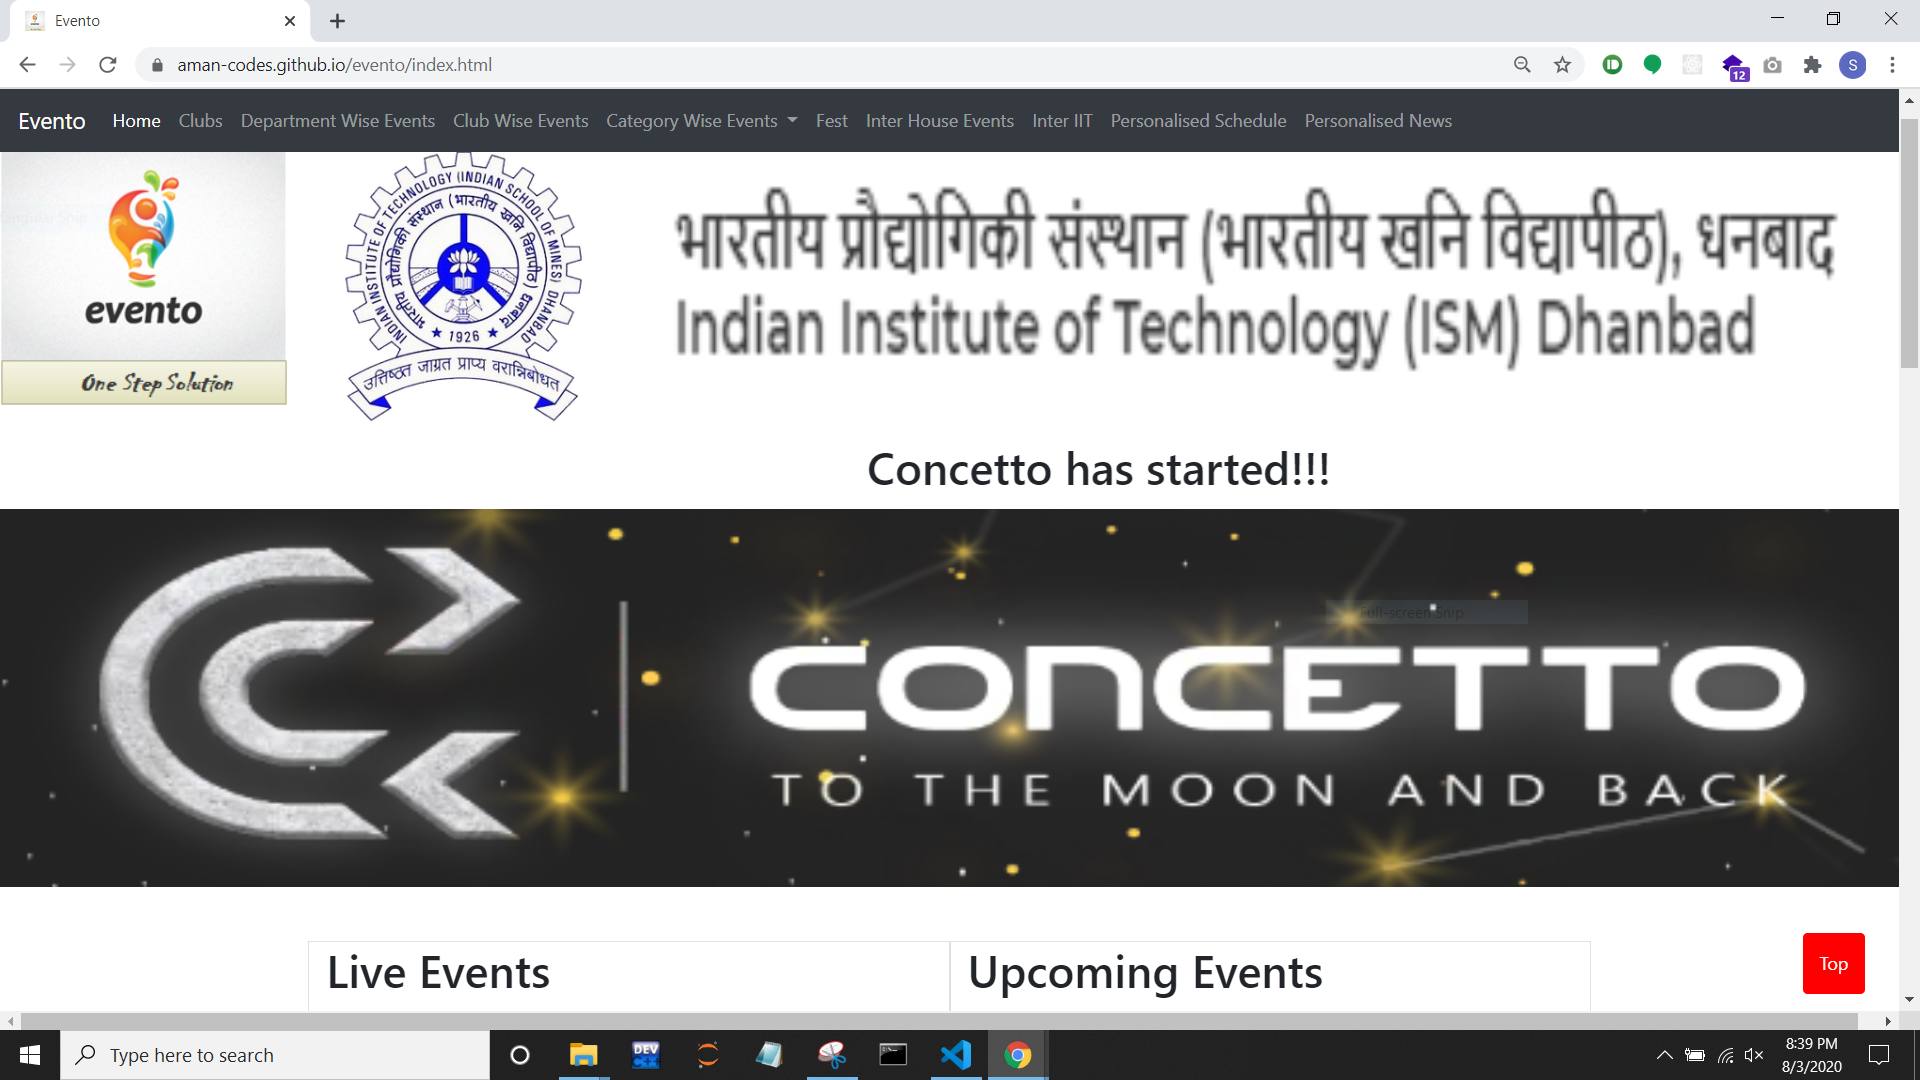 Evento
aman-codes.github.io/evento/index.html
12
S
Evento Home Clubs Department Wise Events Club Wise Events Category Wise Events Fest Inter House Events Inter IIT Personalised Schedule Personalised News
evento
One Step Solution
INDIAN INSTITUTE OF TECHNOLOGY (INDIAN SCHOOL OF MINES) DHANBAD
भारतीय प्रौद्योगिकी संस्थान (भारतीय खनि विद्यापीठ) धनबाद
★ 1926 ★
उत्तिष्ठत जाग्रत प्राप्य वरान्निबोधत
भारतीय प्रौद्योगिकी संस्थान (भारतीय खनि विद्यापीठ), धनबाद
Indian Institute of Technology (ISM) Dhanbad
Concetto has started!!!
CONCETTO
TO THE MOON AND BACK
Full-screen Snip
Live Events
Upcoming Events
Top
Type here to search
DEV
8:39 PM
8/3/2020